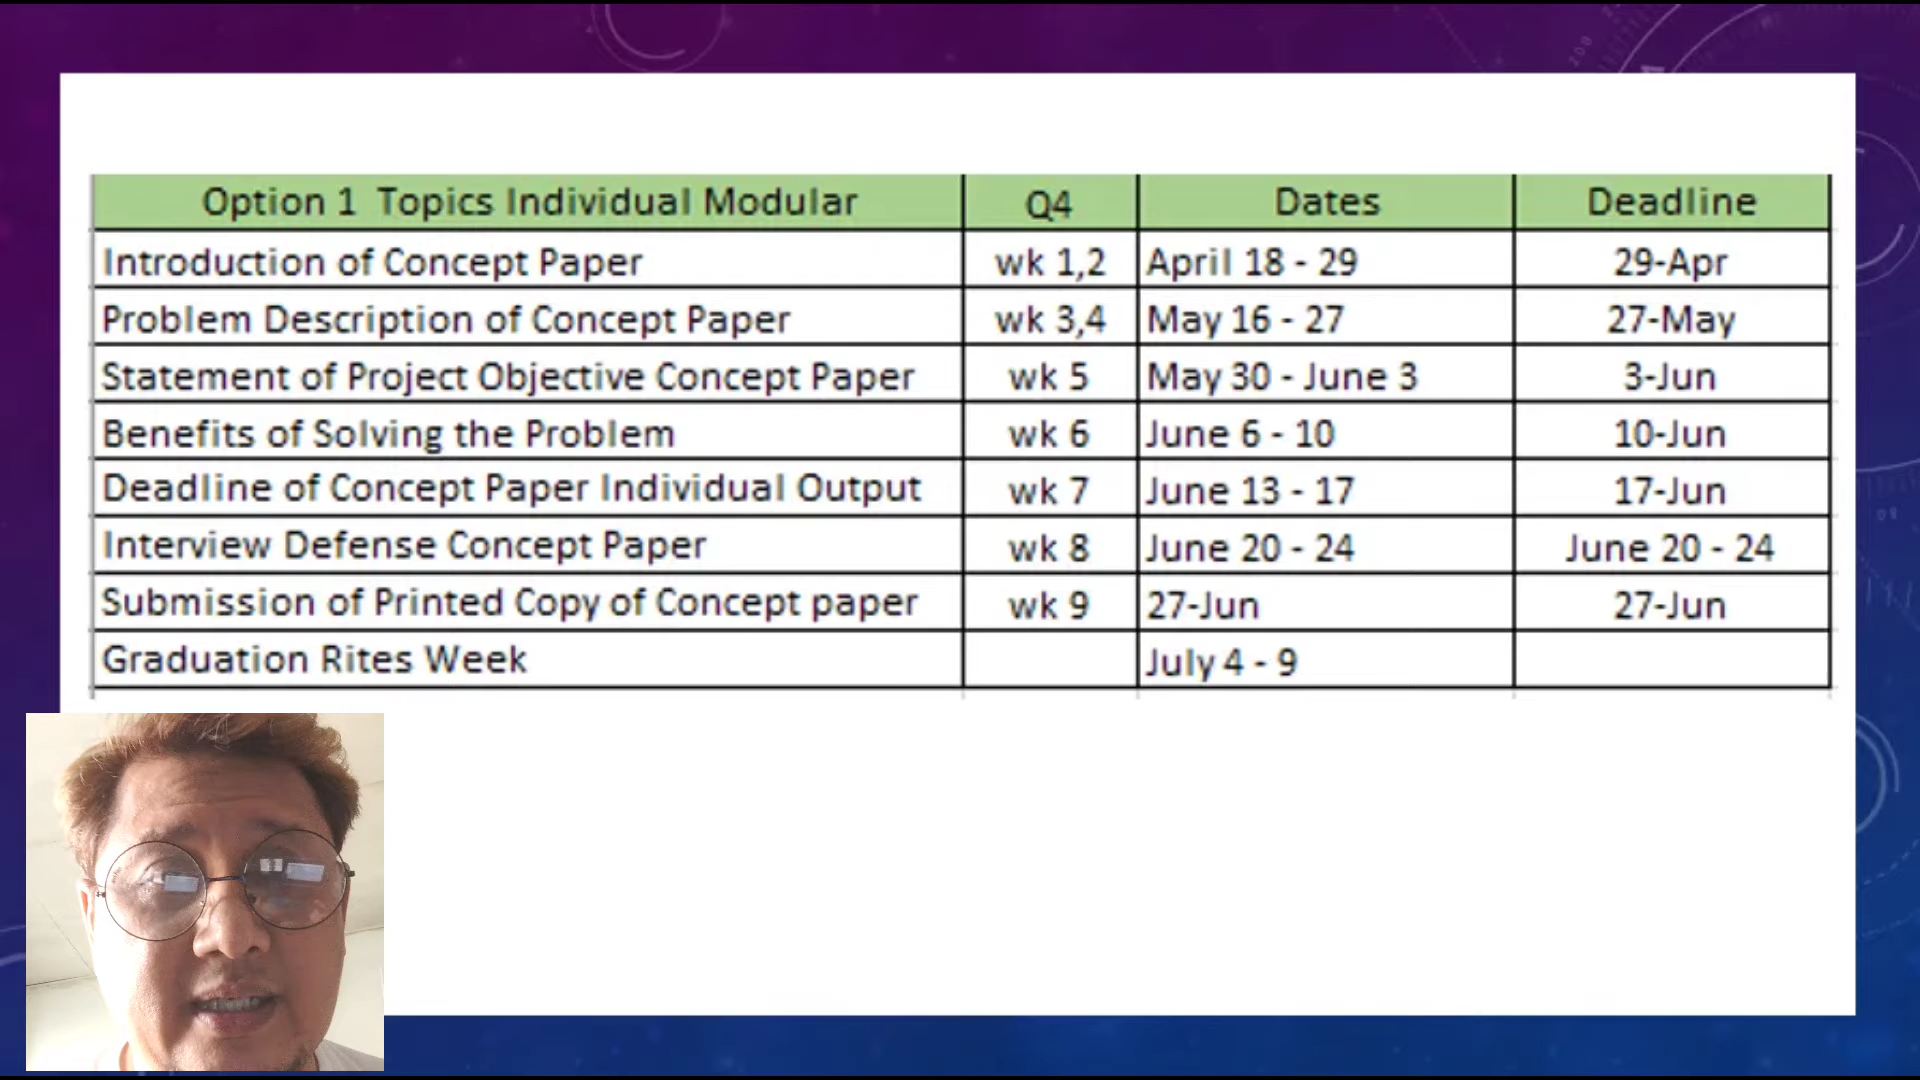 Option 1 Topics Individual Modular Q4 Dates Deadline
Introduction of Concept Paper wk 1,2 April 18 - 29 29-Apr
Problem Description of Concept Paper wk 3,4 May 16 - 27 27-May
Statement of Project Objective Concept Paper wk 5 May 30 - June 3 3-Jun
Benefits of Solving the Problem wk 6 June 6 - 10 10-Jun
Deadline of Concept Paper Individual Output wk 7 June 13 - 17 17-Jun
Interview Defense Concept Paper wk 8 June 20 - 24 June 20 - 24
Submission of Printed Copy of Concept paper wk 9 27-Jun 27-Jun
Graduation Rites Week July 4 - 9